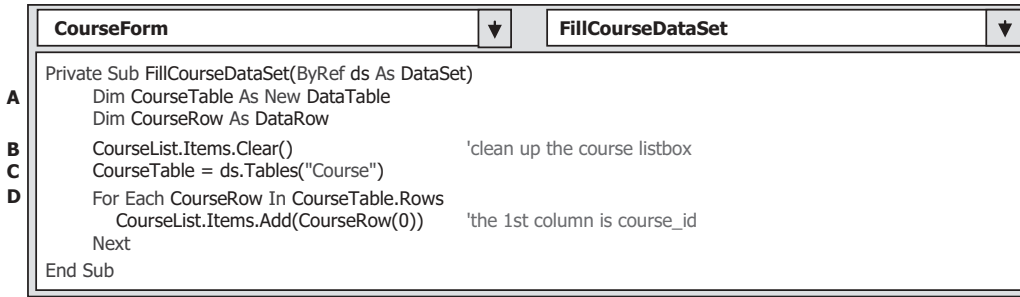 CourseForm FillCourseDataSet
Private Sub FillCourseDataSet(ByRef ds As DataSet)
A Dim CourseTable As New DataTable
Dim CourseRow As DataRow
B CourseList.Items.Clear() 'clean up the course listbox
C CourseTable = ds.Tables("Course")
D For Each CourseRow In CourseTable.Rows
CourseList.Items.Add(CourseRow(0)) 'the 1st column is course_id
Next
End Sub